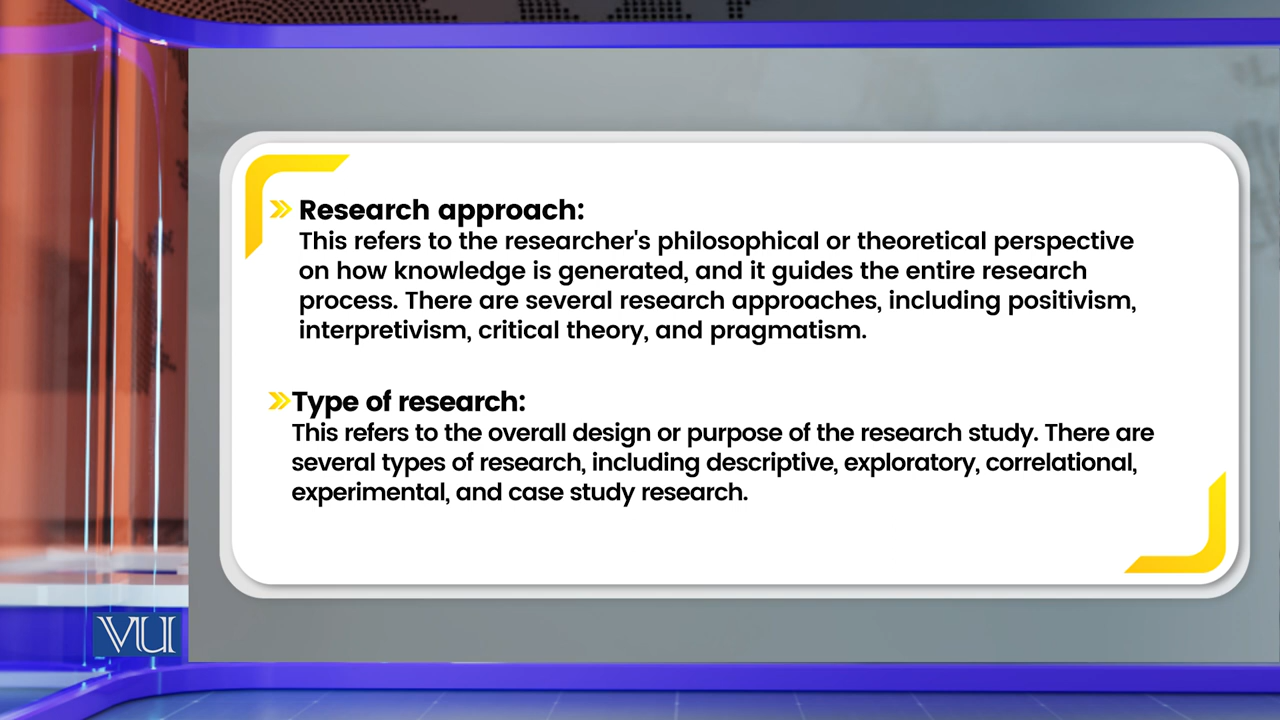 Research approach:
This refers to the researcher's philosophical or theoretical perspective
on how knowledge is generated, and it guides the entire research
process. There are several research approaches, including positivism,
interpretivism, critical theory, and pragmatism.
Type of research:
This refers to the overall design or purpose of the research study. There are
several types of research, including descriptive, exploratory, correlational,
experimental, and case study research.
VU